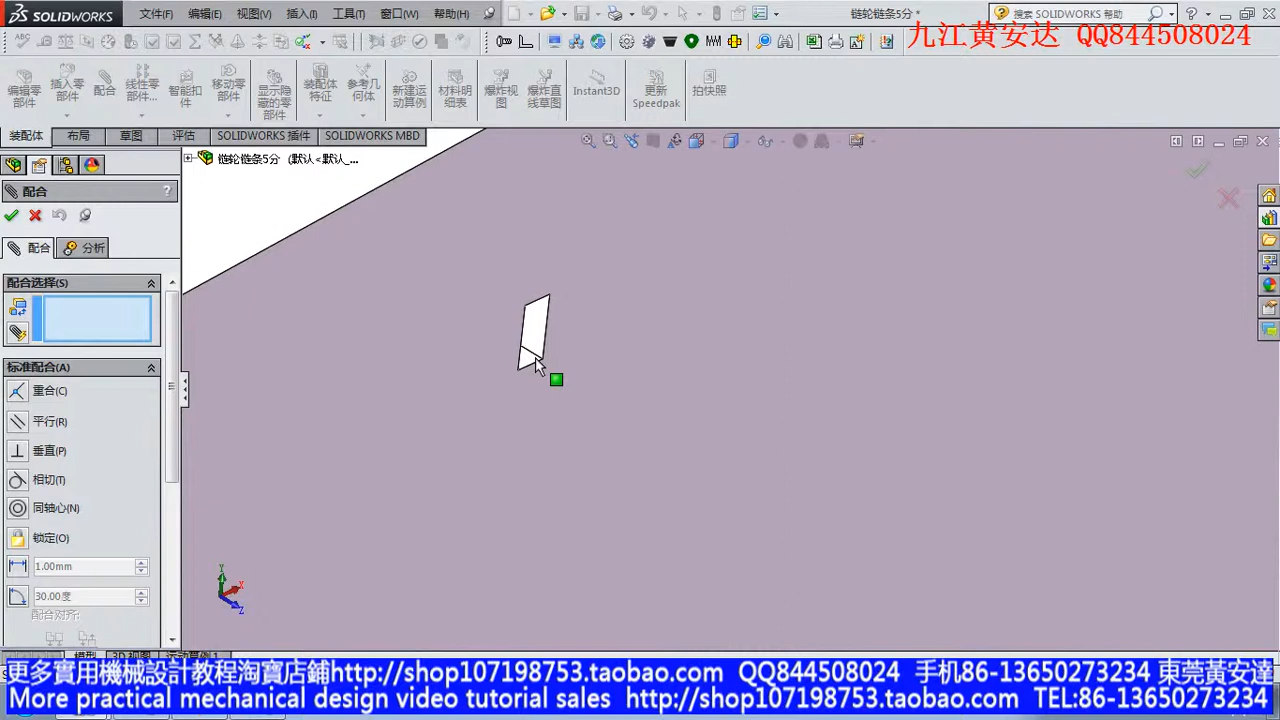 SOLIDWORKS 文件(F) 编辑(E) 视图(V) 插入(I) 工具(T) 窗口(W) 帮助(H) 链轮链条5分 * 搜索 SOLIDWORKS 帮助
九江黄安达 QQ844508024
编辑零部件 插入零部件 配合 线性零部件... 智能扣件 移动零部件 显示隐藏的零部件 装配体特征 参考几何体 新建运动算例 材料明细表 爆炸视图 爆炸直线草图 Instant3D 更新Speedpak 拍快照
装配体 布局 草图 评估 SOLIDWORKS 插件 SOLIDWORKS MBD
链轮链条5分 (默认<默认_...
配合 ?
配合 分析
配合选择(S)
标准配合(A)
重合(C)
平行(R)
垂直(P)
相切(T)
同轴心(N)
锁定(O)
1.00mm
30.00度
配合对齐:
Y
X
Z
模型 3D 视图 运动算例 1
更多實用機械設計教程淘寶店鋪http://shop107198753.taobao.com QQ844508024 手机86-13650273234 東莞黃安達
More practical mechanical design video tutorial sales http://shop107198753.taobao.com TEL:86-13650273234